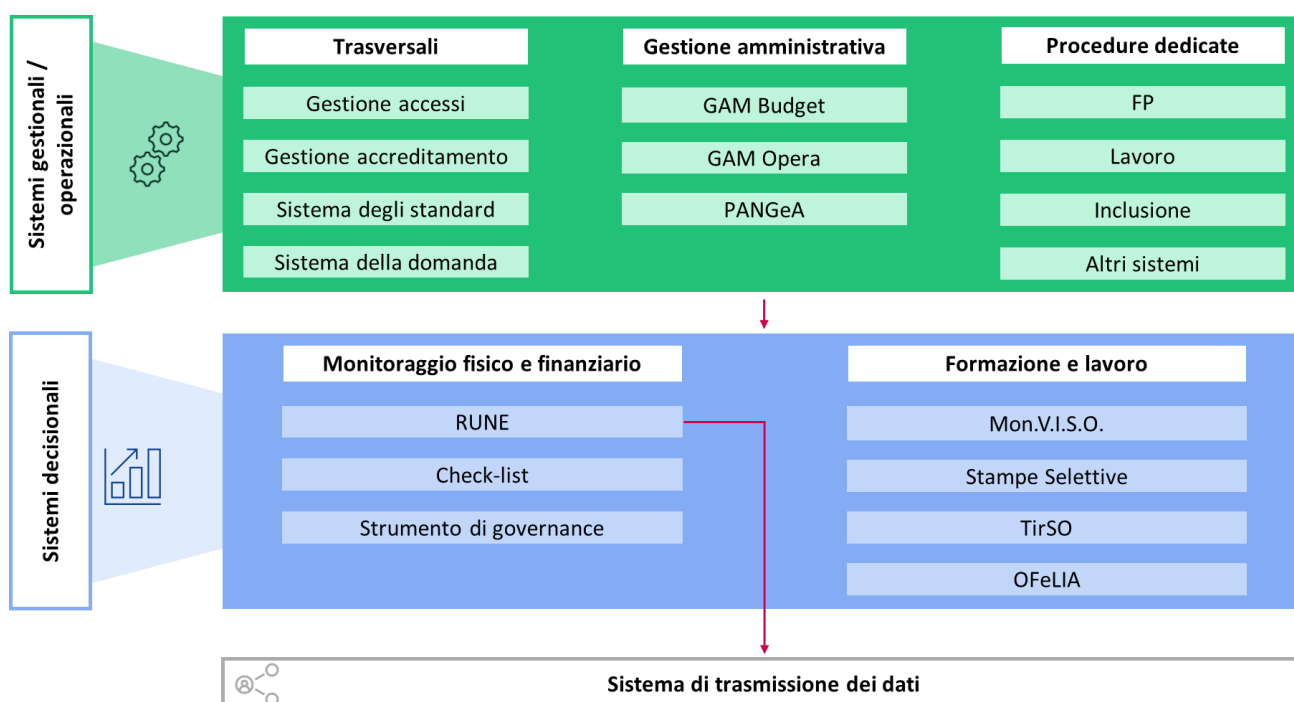 Sistemi gestionali /
operazionali
Trasversali
Gestione accessi
Gestione accreditamento
Sistema degli standard
Sistema della domanda
Gestione amministrativa
GAM Budget
GAM Opera
PANGeA
Procedure dedicate
FP
Lavoro
Inclusione
Altri sistemi
Sistemi decisionali
Monitoraggio fisico e finanziario
RUNE
Check-list
Strumento di governance
Formazione e lavoro
Mon.V.I.S.O.
Stampe Selettive
TirSO
OFeLIA
Sistema di trasmissione dei dati